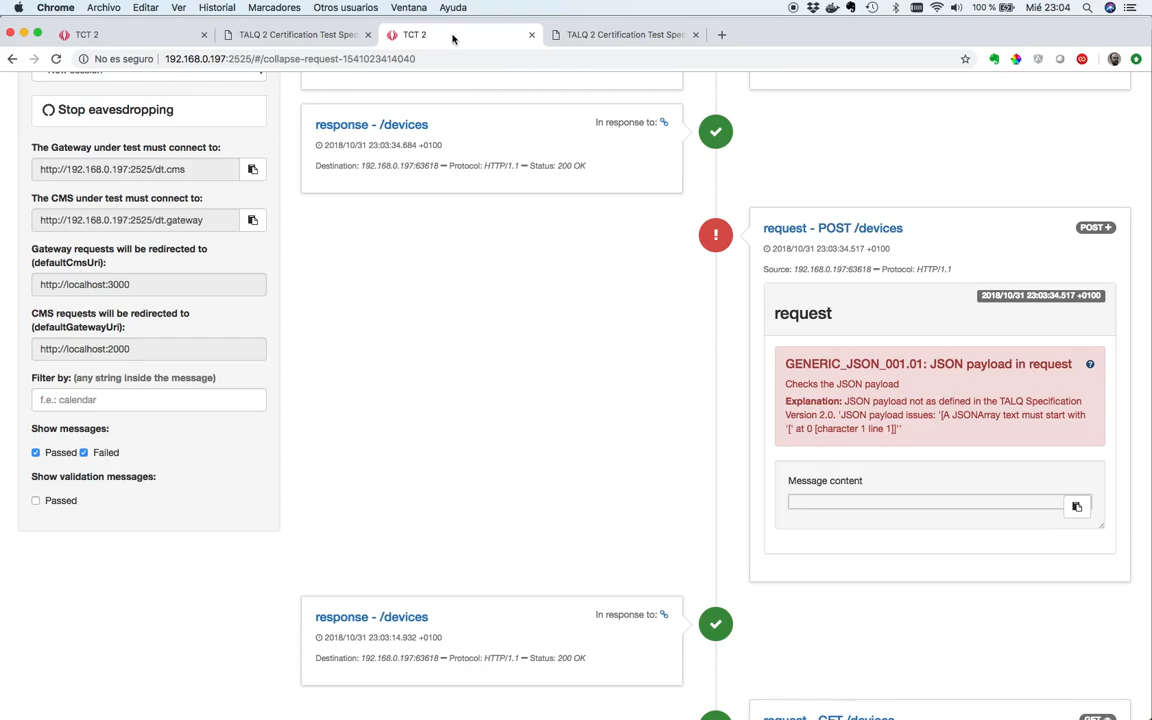 Chrome Archivo Editar Ver Historial Marcadores Otros usuarios Ventana Ayuda 100 % Mié 23:04
TCT 2
TALQ 2 Certification Test Spec
TCT 2
TALQ 2 Certification Test Spec
No es seguro 192.168.0.197:2525/#/collapse-request-1541023414040
Stop eavesdropping
The Gateway under test must connect to:
http://192.168.0.197:2525/dt.cms
The CMS under test must connect to:
http://192.168.0.197:2525/dt.gateway
Gateway requests will be redirected to
(defaultCmsUri):
http://localhost:3000
CMS requests will be redirected to
(defaultGatewayUri):
http://localhost:2000
Filter by: (any string inside the message)
f.e.: calendar
Show messages:
Passed Failed
Show validation messages:
Passed
response - /devices
In response to:
2018/10/31 23:03:34.684 +0100
Destination: 192.168.0.197:63618 — Protocol: HTTP/1.1 — Status: 200 OK
request - POST /devices
POST +
2018/10/31 23:03:34.517 +0100
Source: 192.168.0.197:63618 — Protocol: HTTP/1.1
2018/10/31 23:03:34.517 +0100
request
GENERIC_JSON_001.01: JSON payload in request
Checks the JSON payload
Explanation: JSON payload not as defined in the TALQ Specification
Version 2.0. 'JSON payload issues: '[A JSONArray text must start with
'[' at 0 [character 1 line 1]]''
Message content
response - /devices
In response to:
2018/10/31 23:03:14.932 +0100
Destination: 192.168.0.197:63618 — Protocol: HTTP/1.1 — Status: 200 OK
request - GET /devices
GET